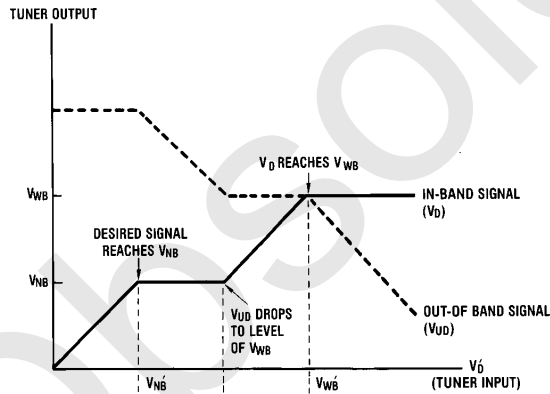 TUNER OUTPUT
V_D REACHES V_WB
V_WB
IN-BAND SIGNAL
(V_D)
DESIRED SIGNAL
REACHES V_NB
V_NB
V_UD DROPS
TO LEVEL
OF V_WB
OUT-OF BAND SIGNAL
(V_UD)
V_NB′
V_WB′
V_D′
(TUNER INPUT)